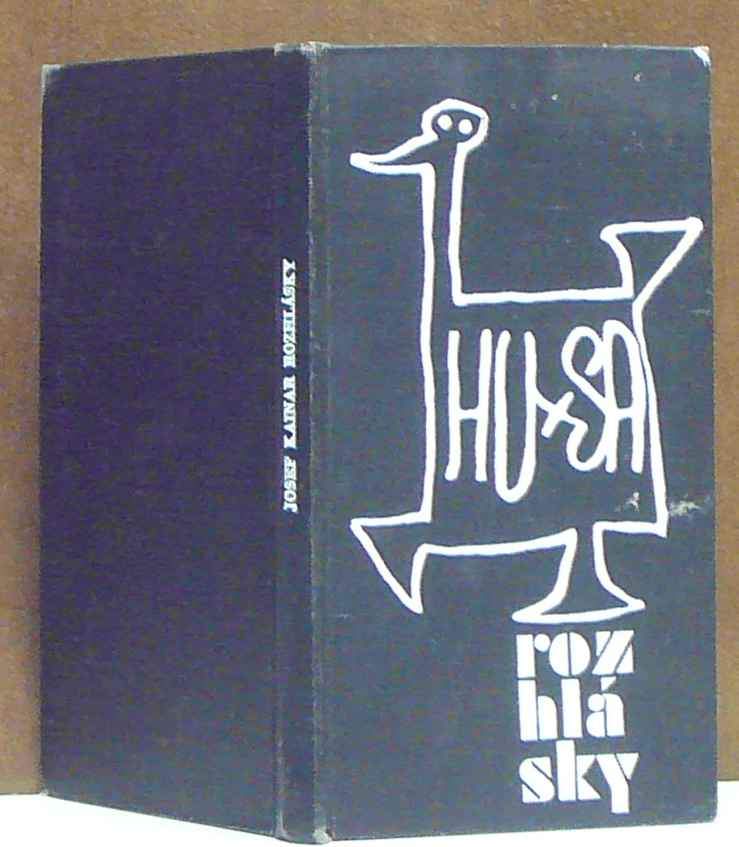 JOSEF KAINAR ROZHLÁSKY
HU×SA
roz
hlá
sky